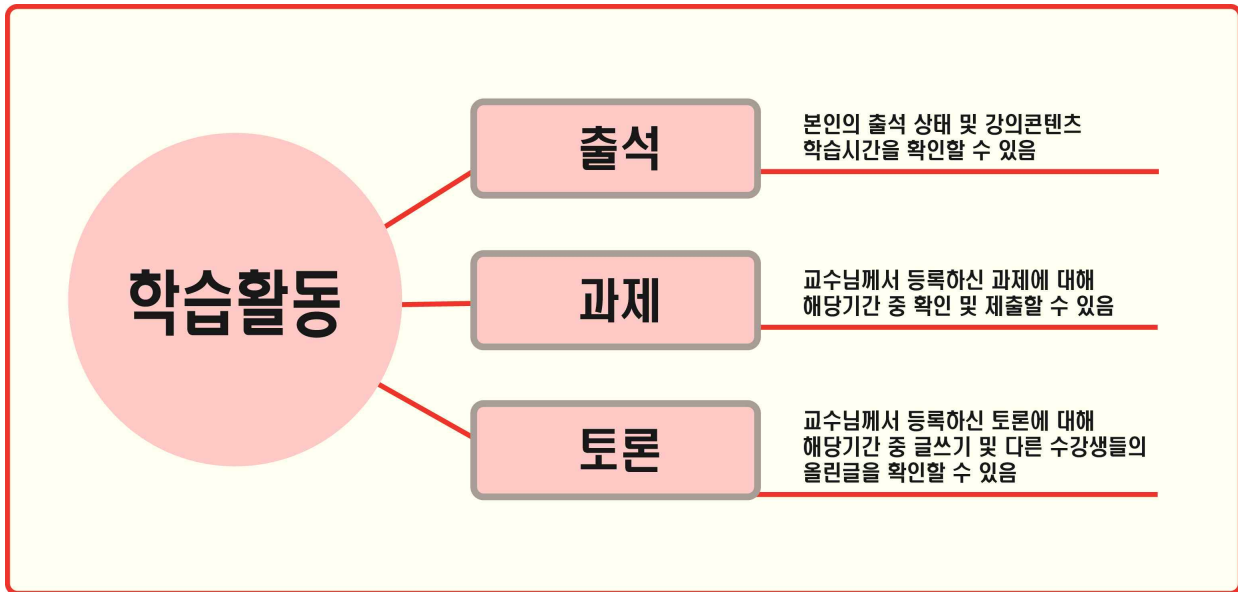 학습활동
출석
본인의 출석 상태 및 강의콘텐츠
학습시간을 확인할 수 있음
과제
교수님께서 등록하신 과제에 대해
해당기간 중 확인 및 제출할 수 있음
토론
교수님께서 등록하신 토론에 대해
해당기간 중 글쓰기 및 다른 수강생들의
올린글을 확인할 수 있음